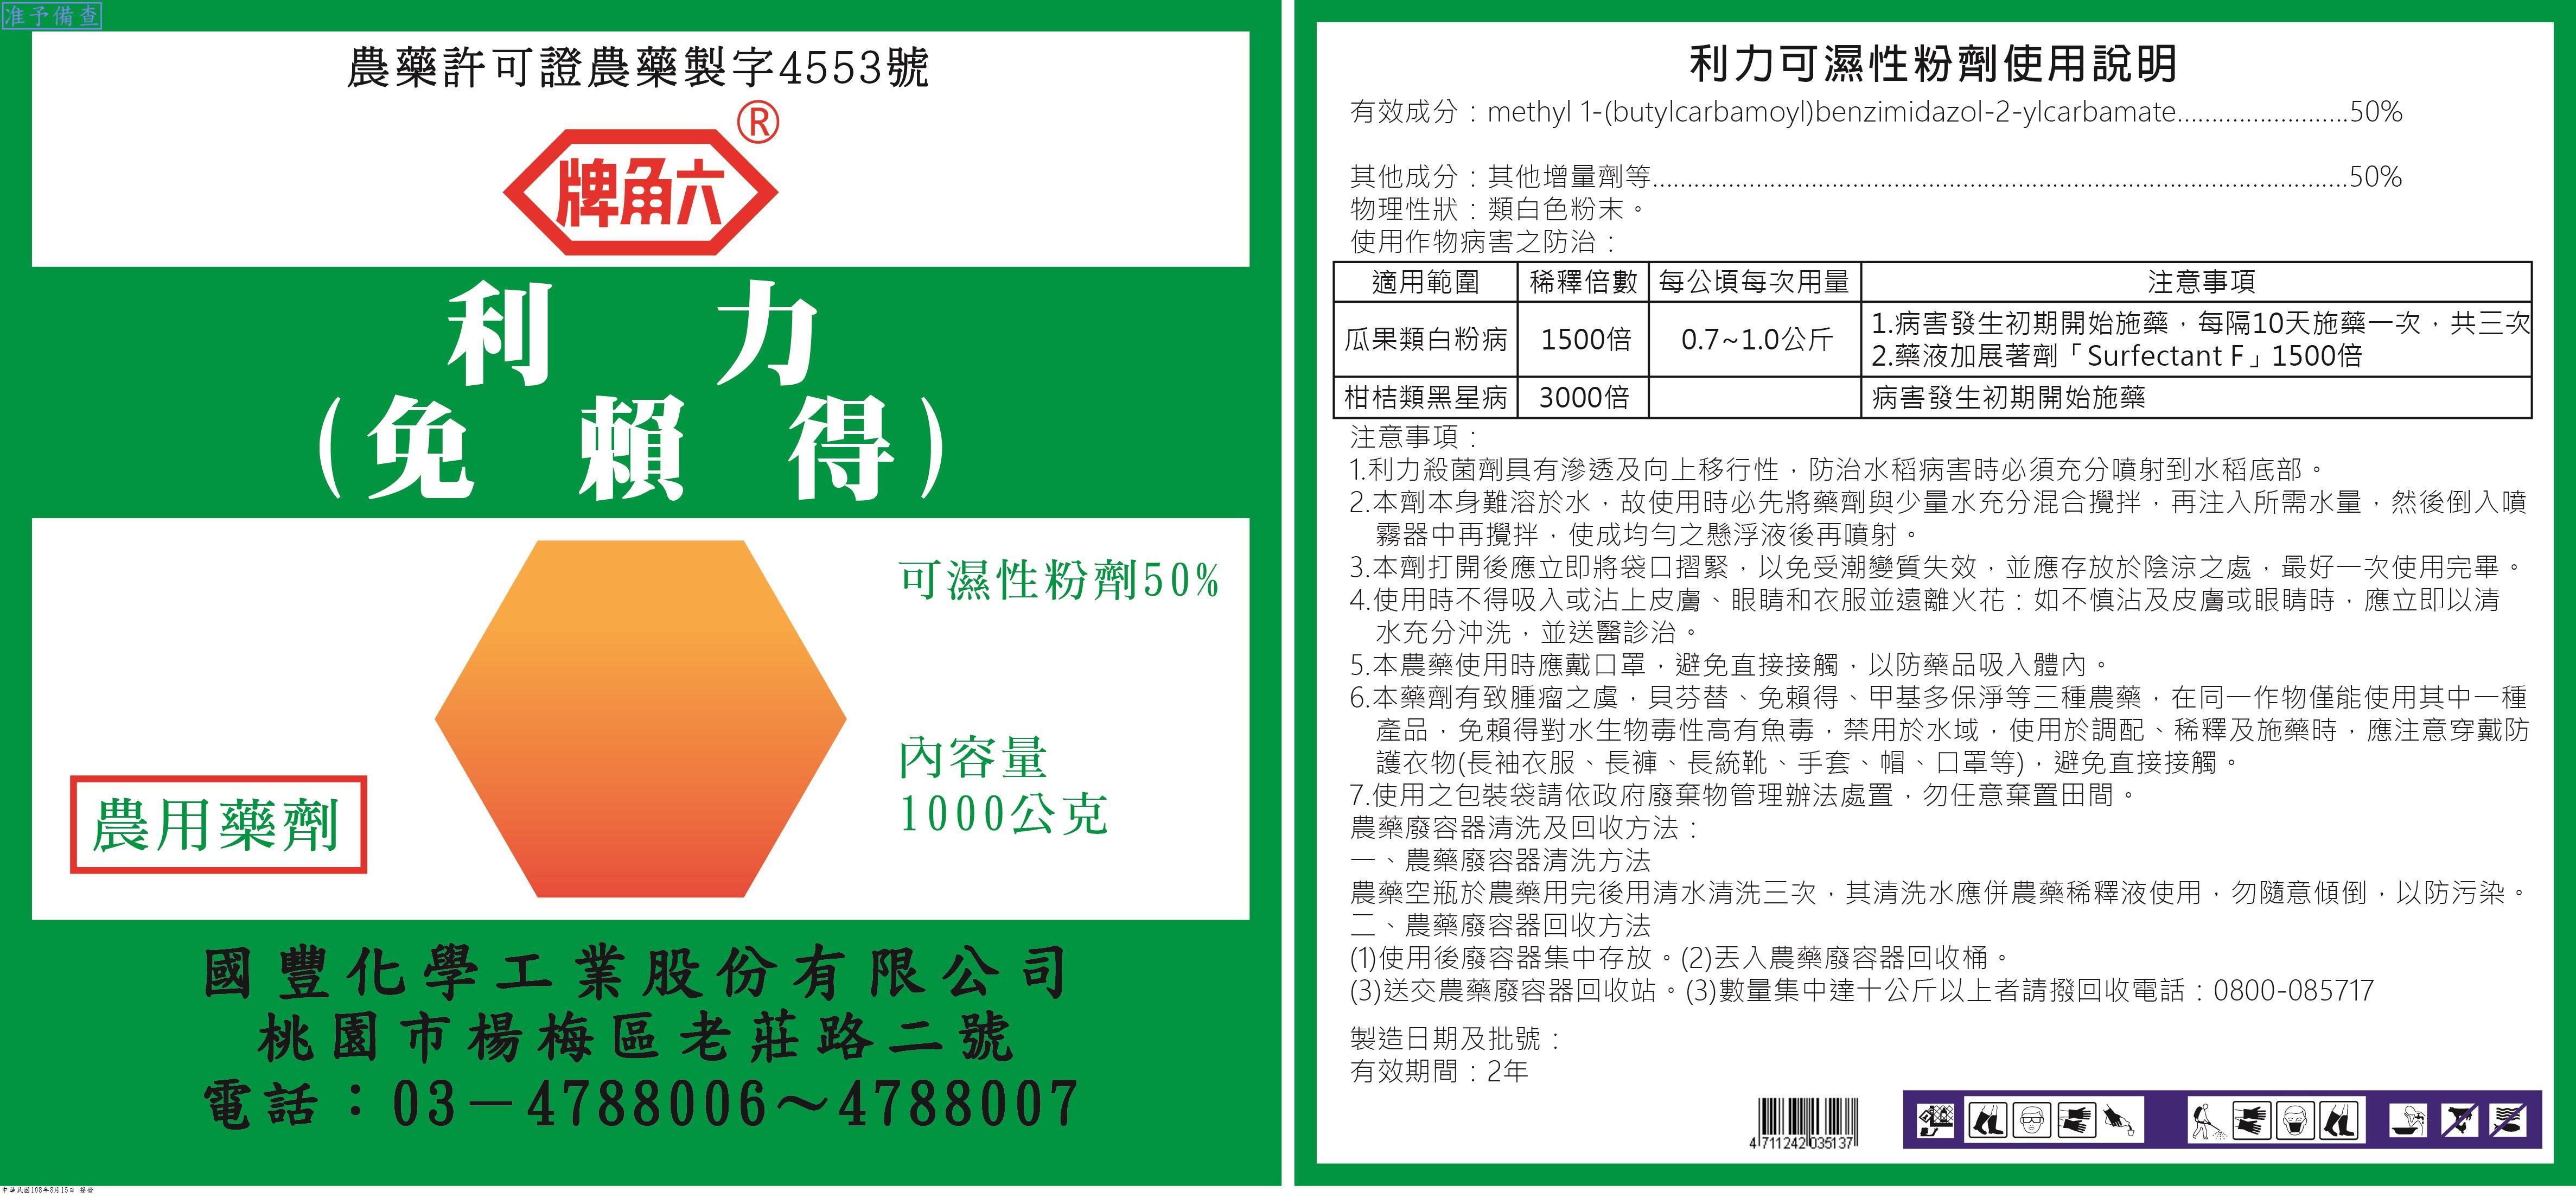 准予備查
農藥許可證農藥製字4553號
®
牌角六
利 力
(免 賴 得)
可濕性粉劑50%
內容量
1000公克
農用藥劑
國豐化學工業股份有限公司
桃園市楊梅區老莊路二號
電話：03－4788006～4788007
中華民國108年8月15日 簽發
利力可濕性粉劑使用說明
有效成分：methyl 1-(butylcarbamoyl)benzimidazol-2-ylcarbamate.........................50%
其他成分：其他增量劑等.....................................................................................................50%
物理性狀：類白色粉末。
使用作物病害之防治：
適用範圍 稀釋倍數 每公頃每次用量 注意事項
瓜果類白粉病 1500倍 0.7~1.0公斤 1.病害發生初期開始施藥，每隔10天施藥一次，共三次
2.藥液加展著劑「Surfectant F」1500倍
柑桔類黑星病 3000倍 病害發生初期開始施藥
注意事項：
1.利力殺菌劑具有滲透及向上移行性，防治水稻病害時必須充分噴射到水稻底部。
2.本劑本身難溶於水，故使用時必先將藥劑與少量水充分混合攪拌，再注入所需水量，然後倒入噴
霧器中再攪拌，使成均勻之懸浮液後再噴射。
3.本劑打開後應立即將袋口摺緊，以免受潮變質失效，並應存放於陰涼之處，最好一次使用完畢。
4.使用時不得吸入或沾上皮膚、眼睛和衣服並遠離火花：如不慎沾及皮膚或眼睛時，應立即以清
水充分沖洗，並送醫診治。
5.本農藥使用時應戴口罩，避免直接接觸，以防藥品吸入體內。
6.本藥劑有致腫瘤之虞，貝芬替、免賴得、甲基多保淨等三種農藥，在同一作物僅能使用其中一種
產品，免賴得對水生物毒性高有魚毒，禁用於水域，使用於調配、稀釋及施藥時，應注意穿戴防
護衣物(長袖衣服、長褲、長統靴、手套、帽、口罩等)，避免直接接觸。
7.使用之包裝袋請依政府廢棄物管理辦法處置，勿任意棄置田間。
農藥廢容器清洗及回收方法：
一、農藥廢容器清洗方法
農藥空瓶於農藥用完後用清水清洗三次，其清洗水應併農藥稀釋液使用，勿隨意傾倒，以防污染。
二、農藥廢容器回收方法
(1)使用後廢容器集中存放。(2)丟入農藥廢容器回收桶。
(3)送交農藥廢容器回收站。(3)數量集中達十公斤以上者請撥回收電話：0800-085717
製造日期及批號：
有效期間：2年
4 711242 035137